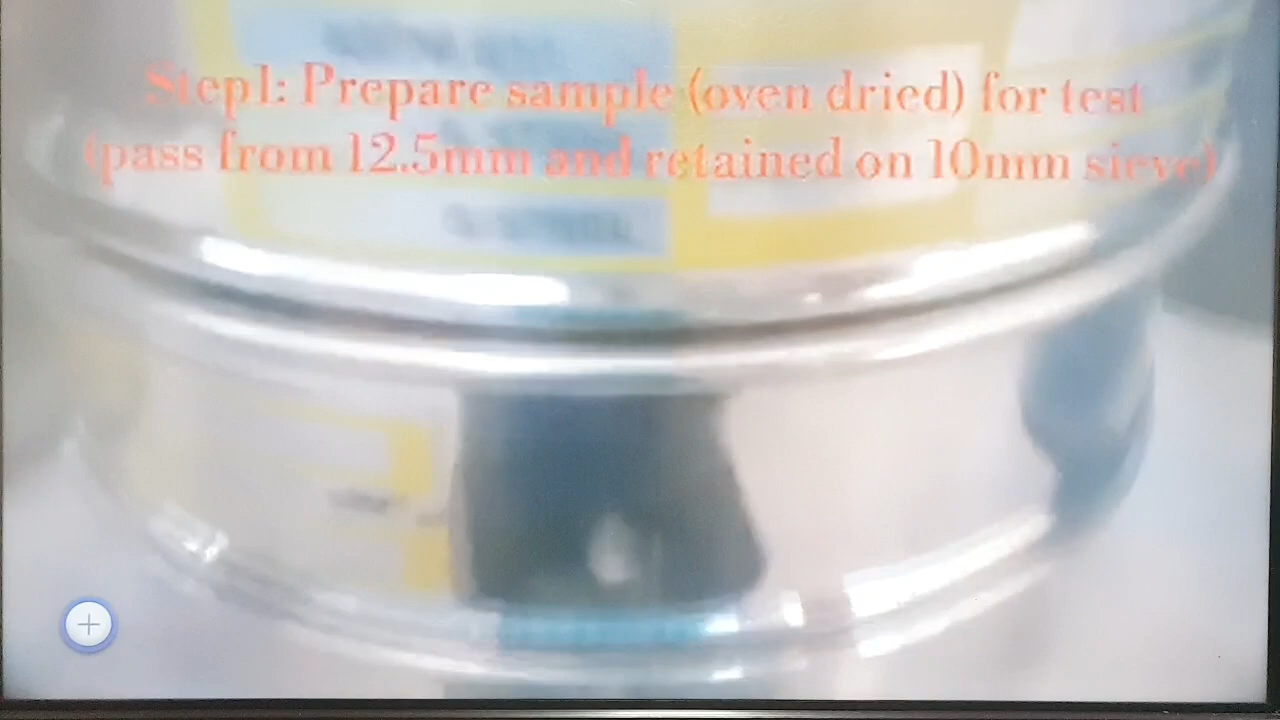 Step1: Prepare sample (oven dried) for test
(pass from 12.5mm and retained on 10mm sieve)